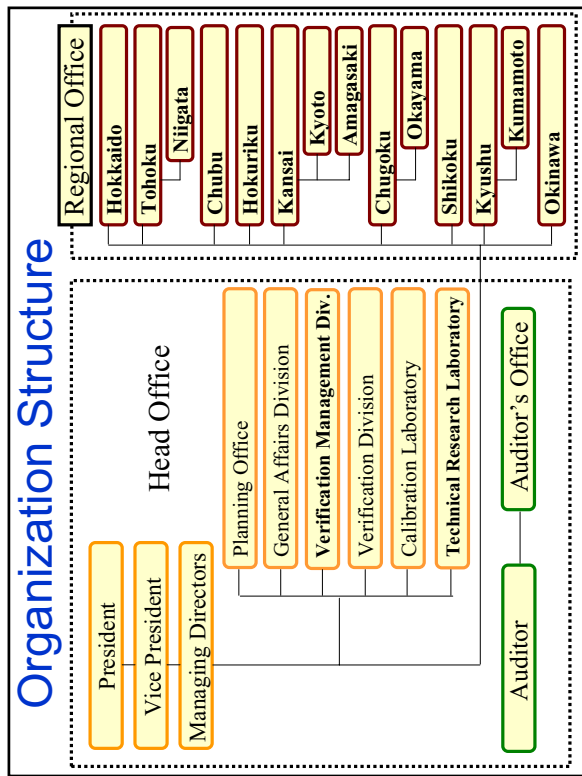 Organization Structure
President
Vice President
Managing Directors
Head Office
Planning Office
General Affairs Division
Verification Management Div.
Verification Division
Calibration Laboratory
Technical Research Laboratory
Auditor
Auditor's Office
Regional Office
Hokkaido
Tohoku
Niigata
Chubu
Hokuriku
Kansai
Kyoto
Amagasaki
Chugoku
Okayama
Shikoku
Kyushu
Kumamoto
Okinawa